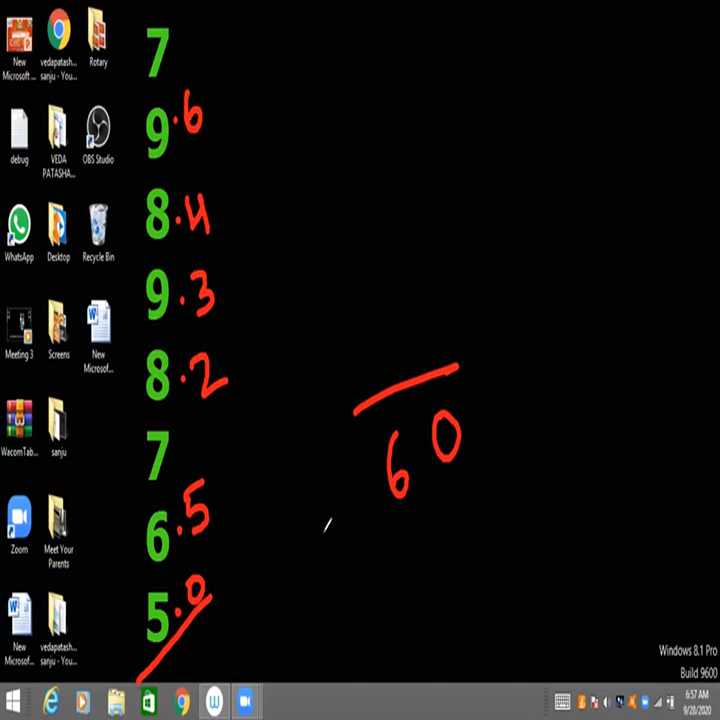 New Microsoft ...
vedapatash... sanju - You...
Rotary
debug
VEDA PATASHA...
OBS Studio
WhatsApp
Desktop
Recycle Bin
Meeting 3
Screens
New Microsof...
WacomTab...
sanju
Zoom
Meet Your Parents
New Microsof...
vedapatash... sanju - You...
7
9.6
8.4
9.3
8.2
7
6.5
5.0
60
Windows 8.1 Pro
Build 9600
6:57 AM
9/28/2020